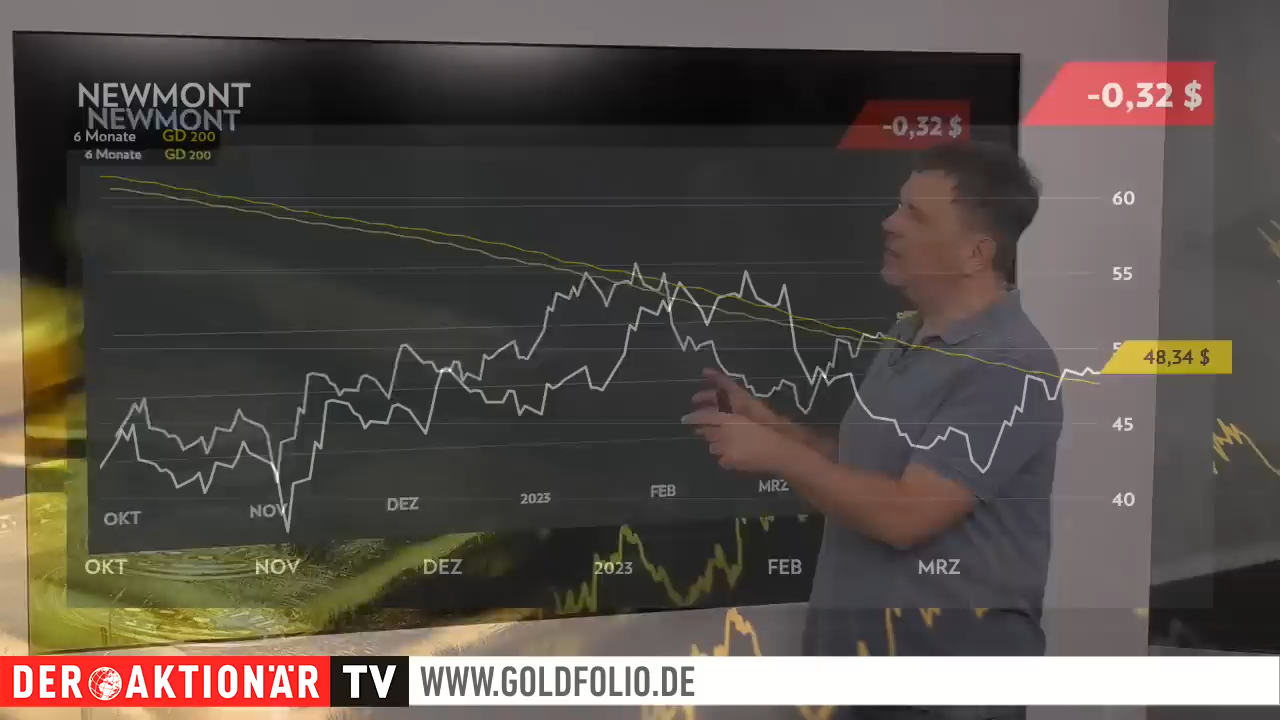 NEWMONT
NEWMONT
6 Monate GD 200
6 Monate GD 200
-0,32 $
-0,32 $
60
55
48,34 $
45
40
OKT NOV DEZ 2023 FEB MRZ
OKT NOV DEZ 2023 FEB MRZ
DER AKTIONÄR TV WWW.GOLDFOLIO.DE